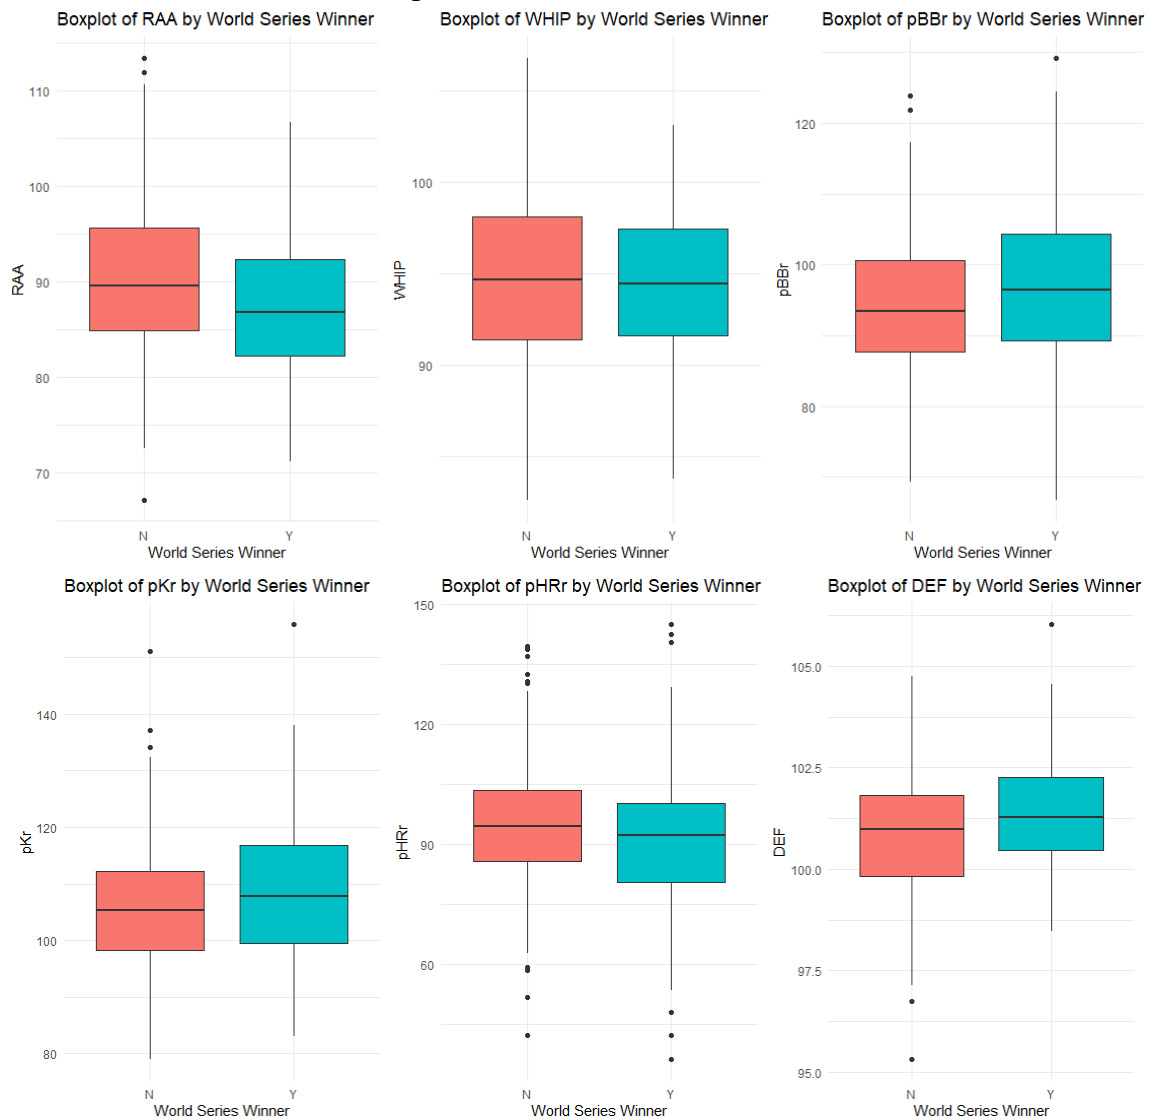 Boxplot of RAA by World Series Winner
110
100
90
80
70
RAA
N
Y
World Series Winner
Boxplot of WHIP by World Series Winner
100
90
WHIP
N
Y
World Series Winner
Boxplot of pBBr by World Series Winner
120
100
80
pBBr
N
Y
World Series Winner
Boxplot of pKr by World Series Winner
140
120
100
80
pKr
N
Y
World Series Winner
Boxplot of pHRr by World Series Winner
150
120
90
60
pHRr
N
Y
World Series Winner
Boxplot of DEF by World Series Winner
105.0
102.5
100.0
97.5
95.0
DEF
N
Y
World Series Winner